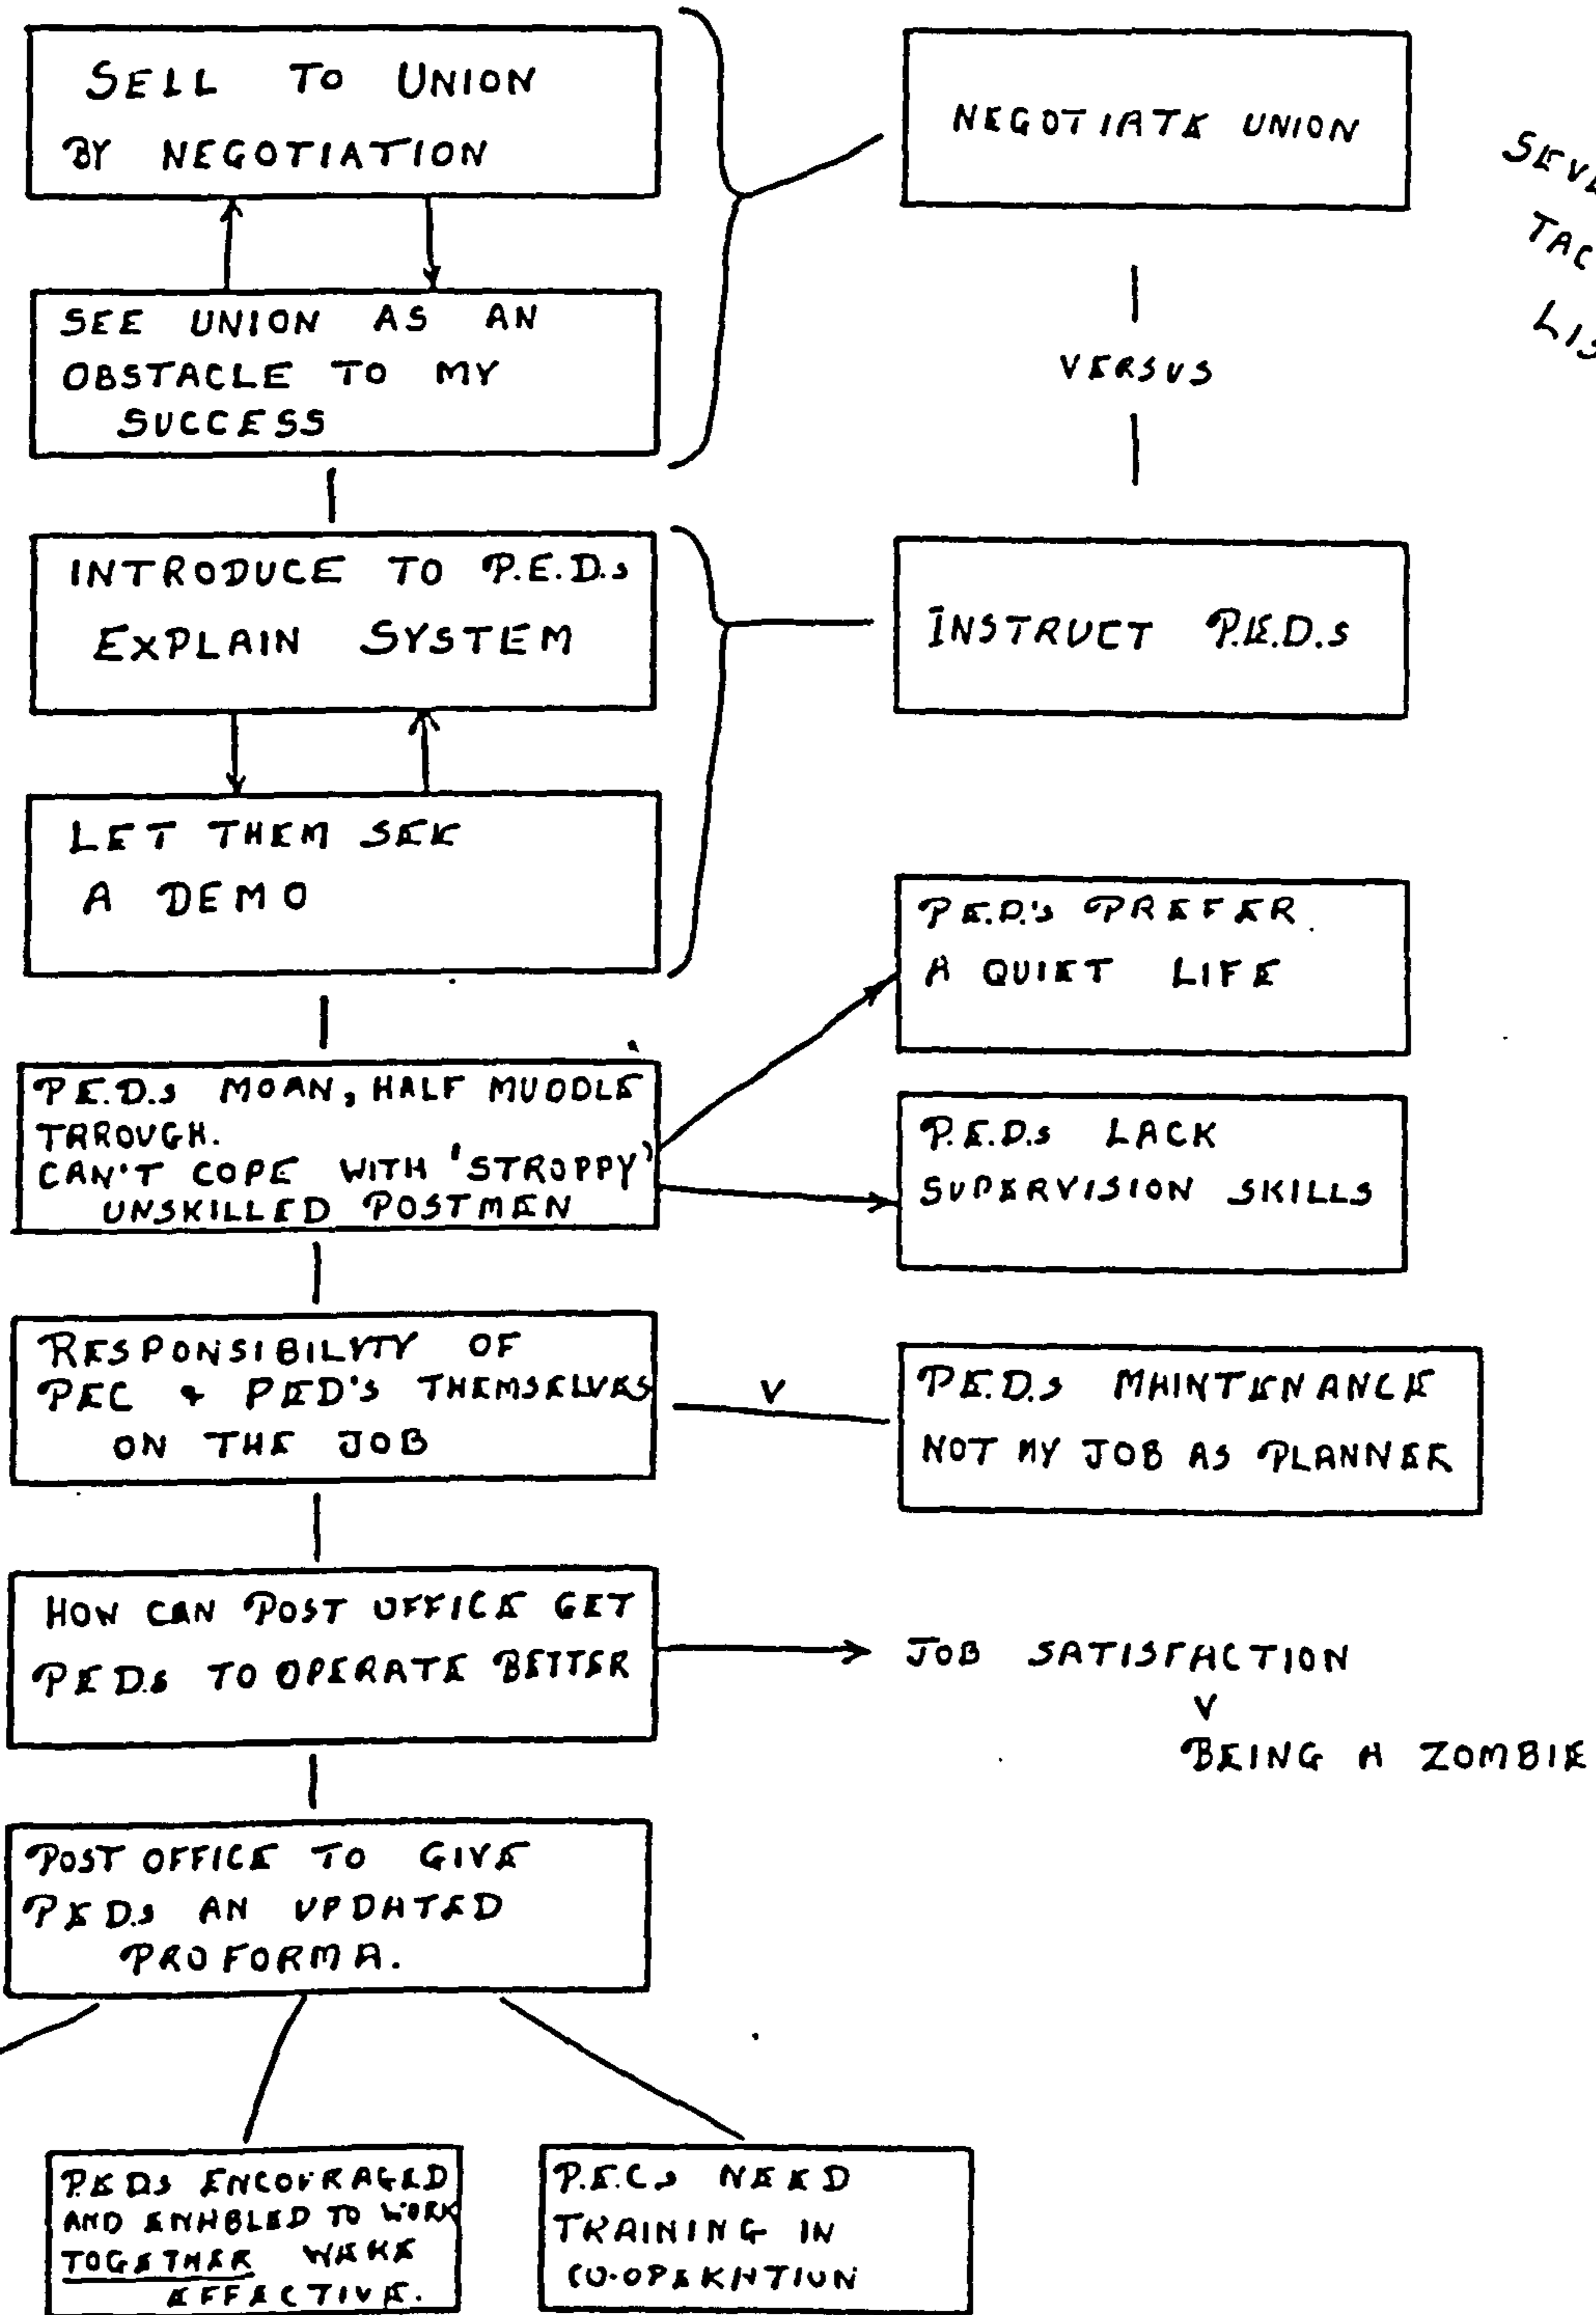 SELL TO UNION
BY NEGOTIATION
NEGOTIATE UNION
SEE UNION AS AN
OBSTACLE TO MY
SUCCESS
VERSUS
INTRODUCE TO P.E.D.s
EXPLAIN SYSTEM
INSTRUCT P.E.D.s
LET THEM SEE
A DEMO
P.E.D.'s PREFER
A QUIET LIFE
P.E.D.s MOAN, HALF MUDDLE
THROUGH.
CAN'T COPE WITH 'STROPPY'
UNSKILLED POSTMEN
P.E.D.s LACK
SUPERVISION SKILLS
RESPONSIBILITY OF
PEC & PED'S THEMSELVES
ON THE JOB
V
P.E.D.s MAINTENANCE
NOT MY JOB AS PLANNER
HOW CAN POST OFFICE GET
PEDs TO OPERATE BETTER
JOB SATISFACTION
V
BEING A ZOMBIE
POST OFFICE TO GIVE
PEDs AN UPDATED
PROFORMA.
PEDs ENCOURAGED
AND ENABLED TO WORK
TOGETHER
EFFECTIVE.
P.E.C.s NEED
TRAINING IN
CO-OPERATION